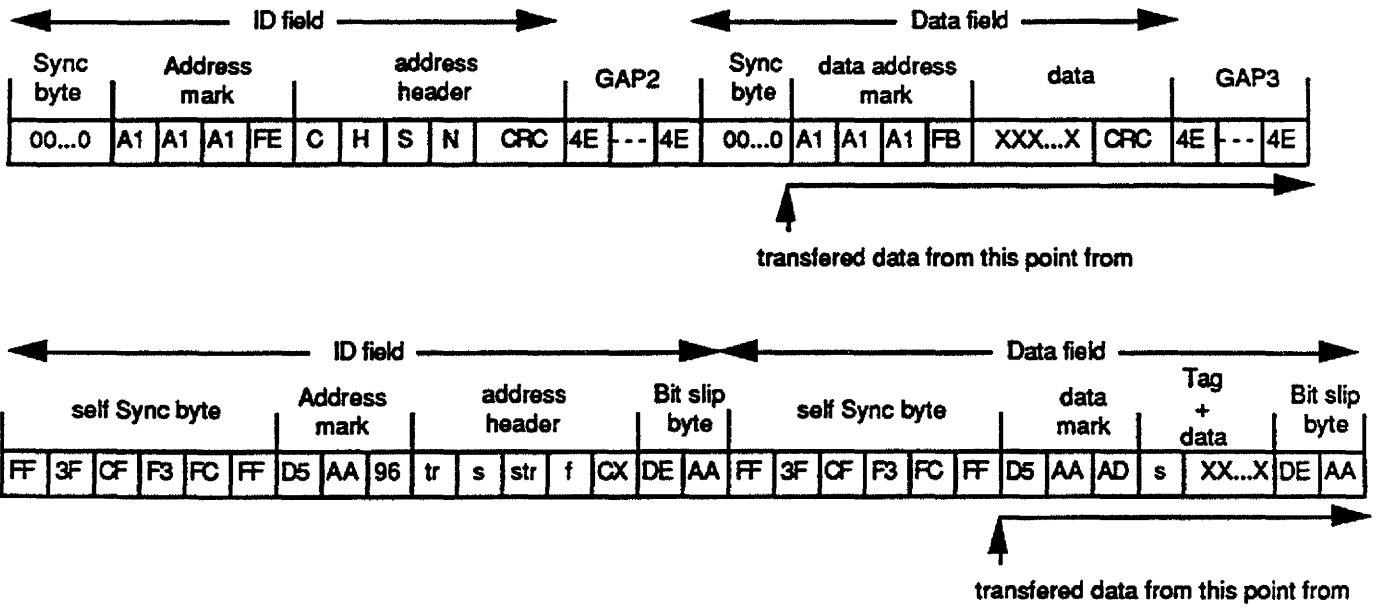 ID field Data field
Sync Address address GAP2 Sync data address data GAP3
byte mark header byte mark
00...0 A1 A1 A1 FE C H S N CRC 4E --- 4E 00...0 A1 A1 A1 FB XXX...X CRC 4E --- 4E
transfered data from this point from
ID field Data field
self Sync byte Address address Bit slip self Sync byte data Tag Bit slip
mark header byte mark + byte
data
FF 3F CF F3 FC FF D5 AA 96 tr s str f CX DE AA FF 3F CF F3 FC FF D5 AA AD s XX...X DE AA
transfered data from this point from